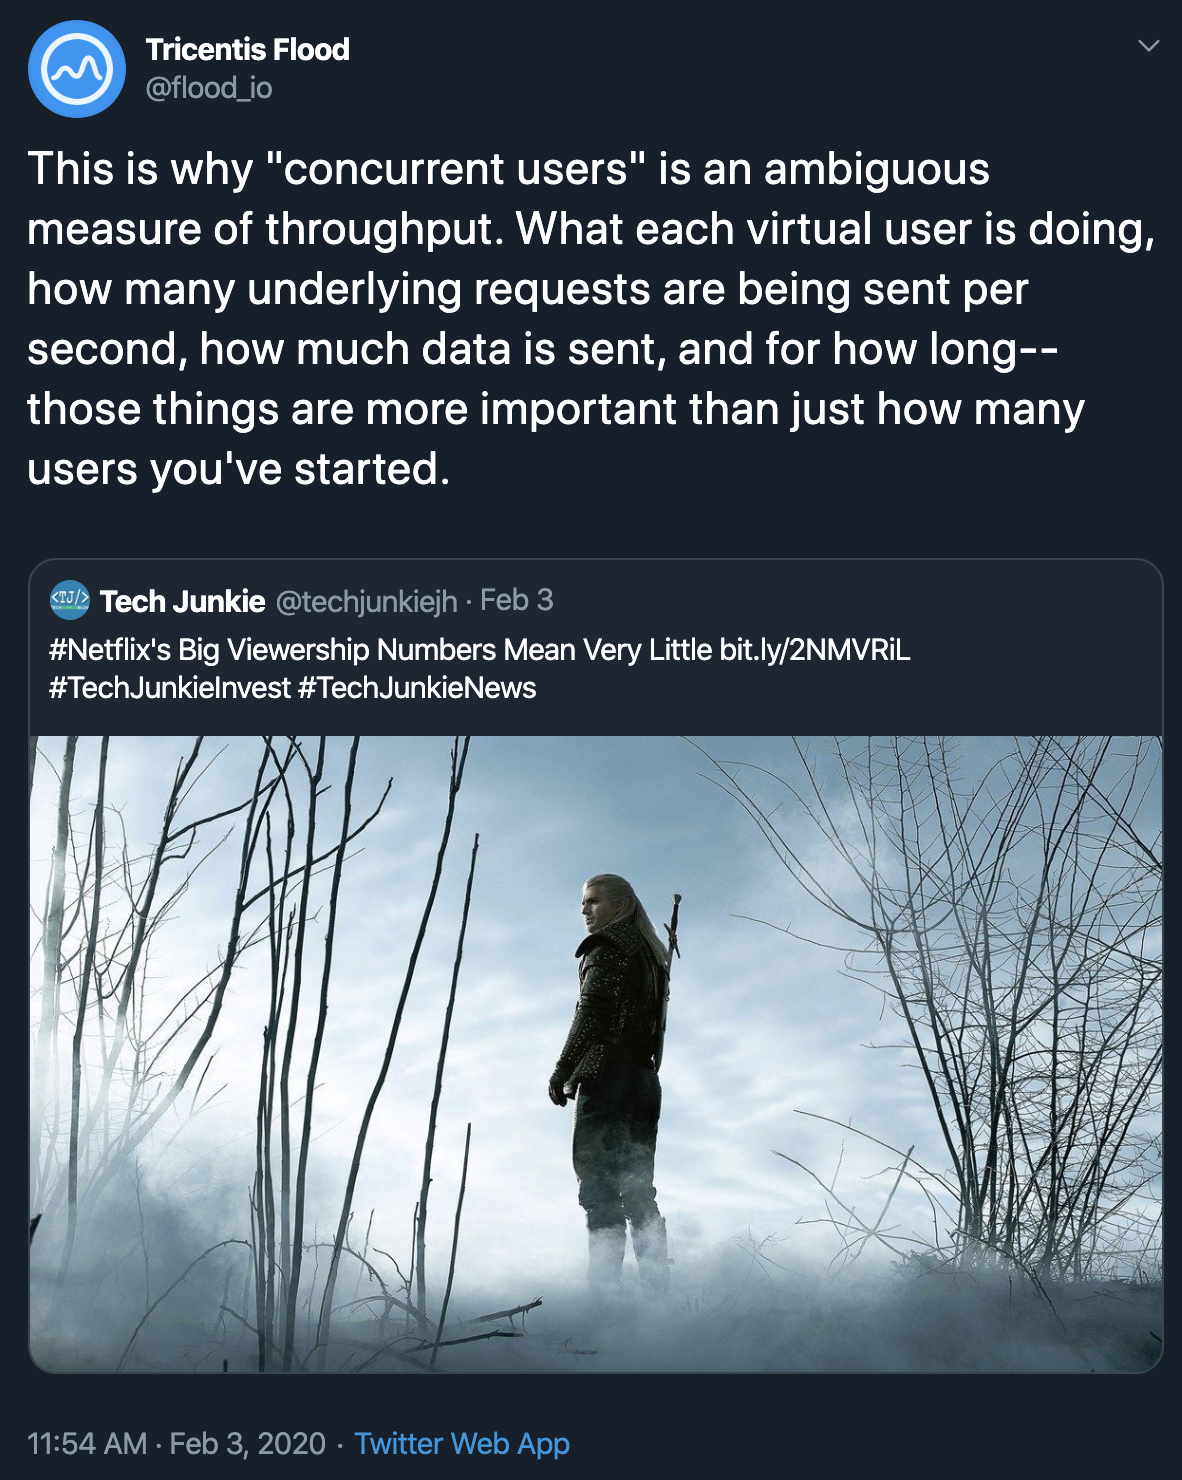 Tricentis Flood
@flood_io
This is why "concurrent users" is an ambiguous
measure of throughput. What each virtual user is doing,
how many underlying requests are being sent per
second, how much data is sent, and for how long--
those things are more important than just how many
users you've started.
<TJ/> Tech Junkie @techjunkiejh · Feb 3
#Netflix's Big Viewership Numbers Mean Very Little bit.ly/2NMVRiL
#TechJunkieInvest #TechJunkieNews
11:54 AM · Feb 3, 2020 · Twitter Web App